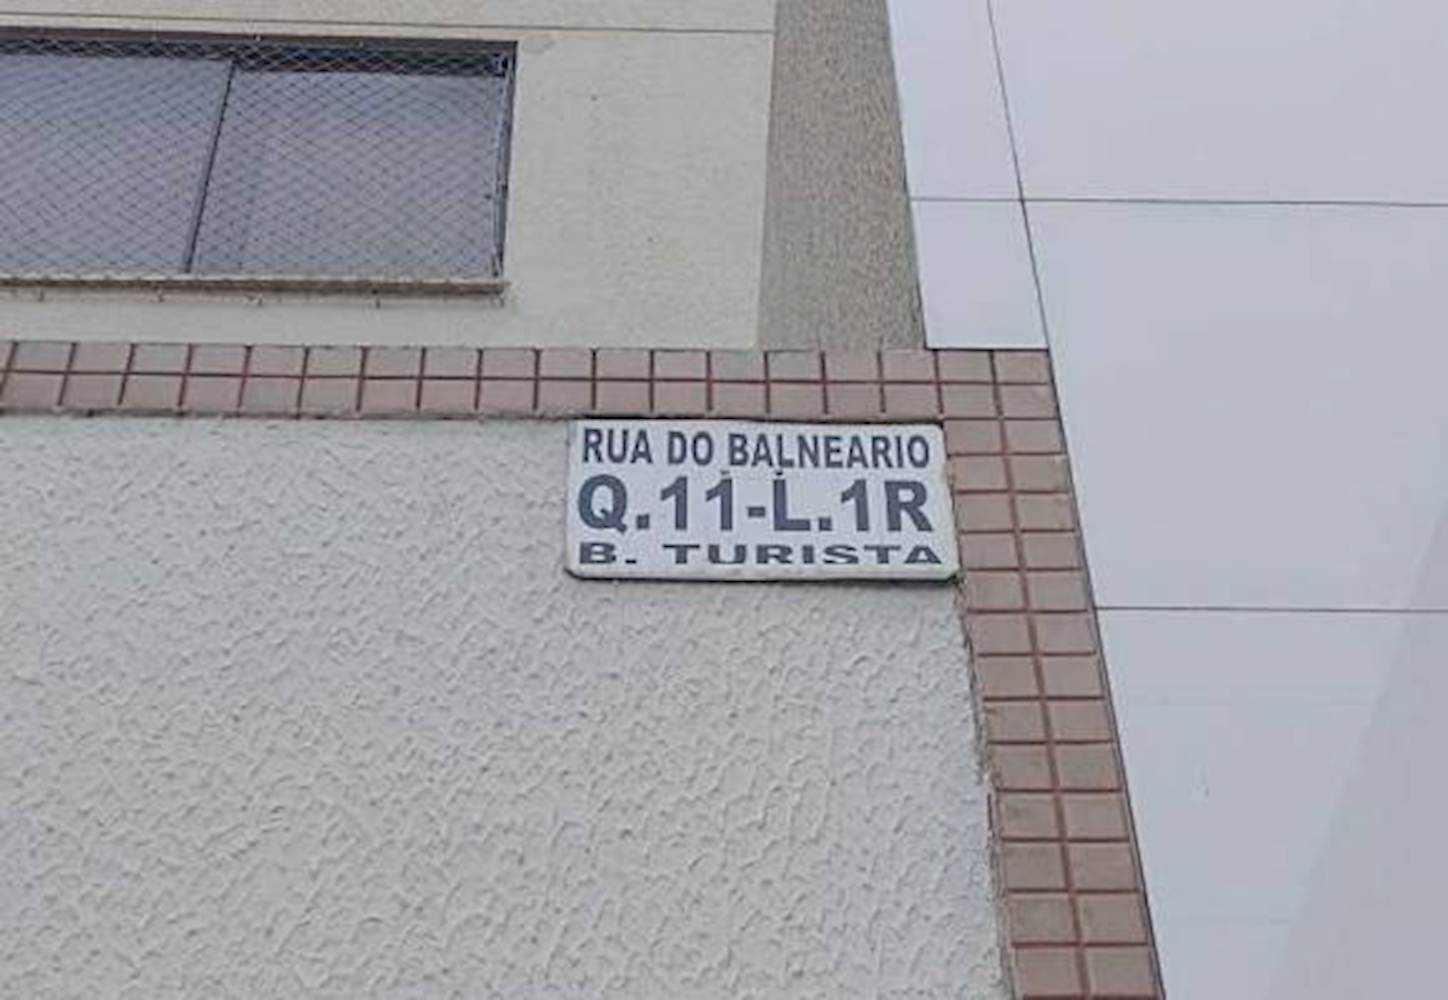 RUA DO BALNEARIO
Q.11-L.1R
B. TURISTA